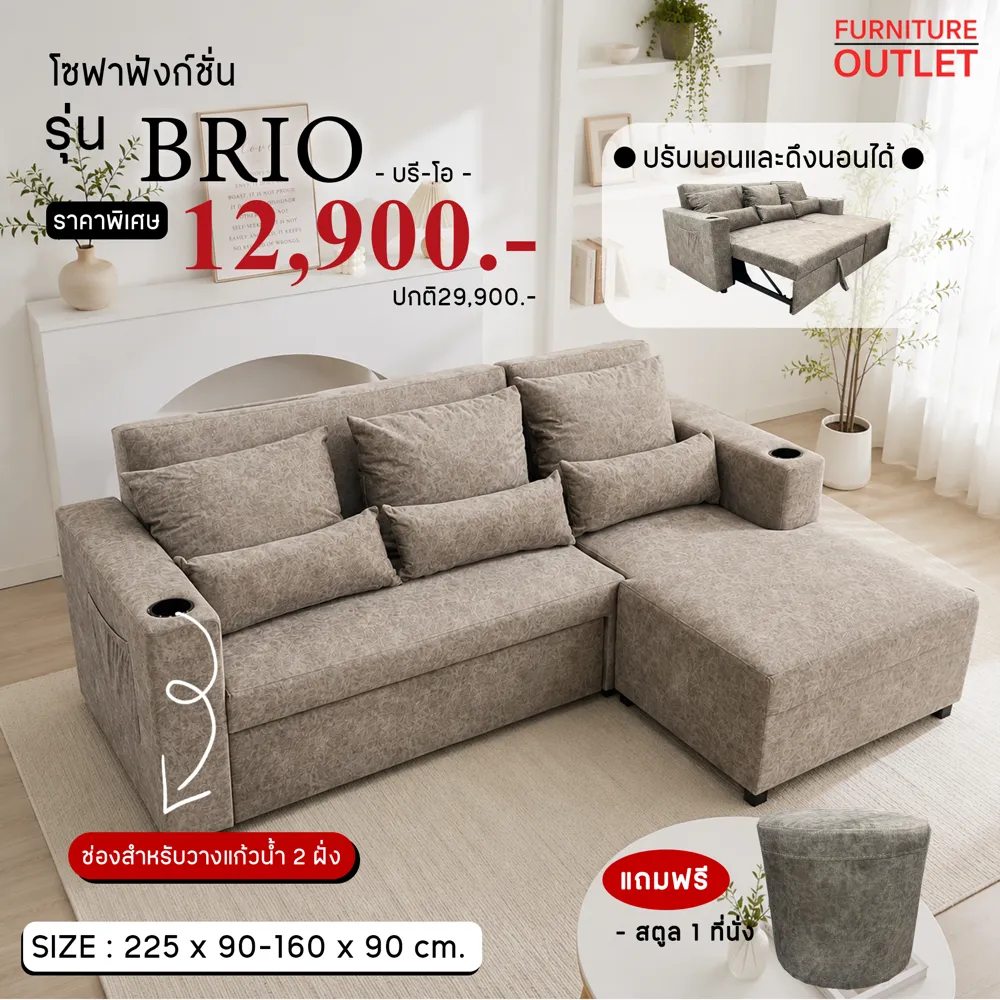 FURNITURE
OUTLET
โซฟาฟังก์ชั่น
รุ่น BRIO - บรี-โอ -
ราคาพิเศษ 12,900.-
ปกติ29,900.-
● ปรับนอนและดึงนอนได้ ●
ช่องสำหรับวางแก้วน้ำ 2 ฝั่ง
SIZE : 225 x 90-160 x 90 cm.
แถมฟรี
- สตูล 1 ที่นั่ง